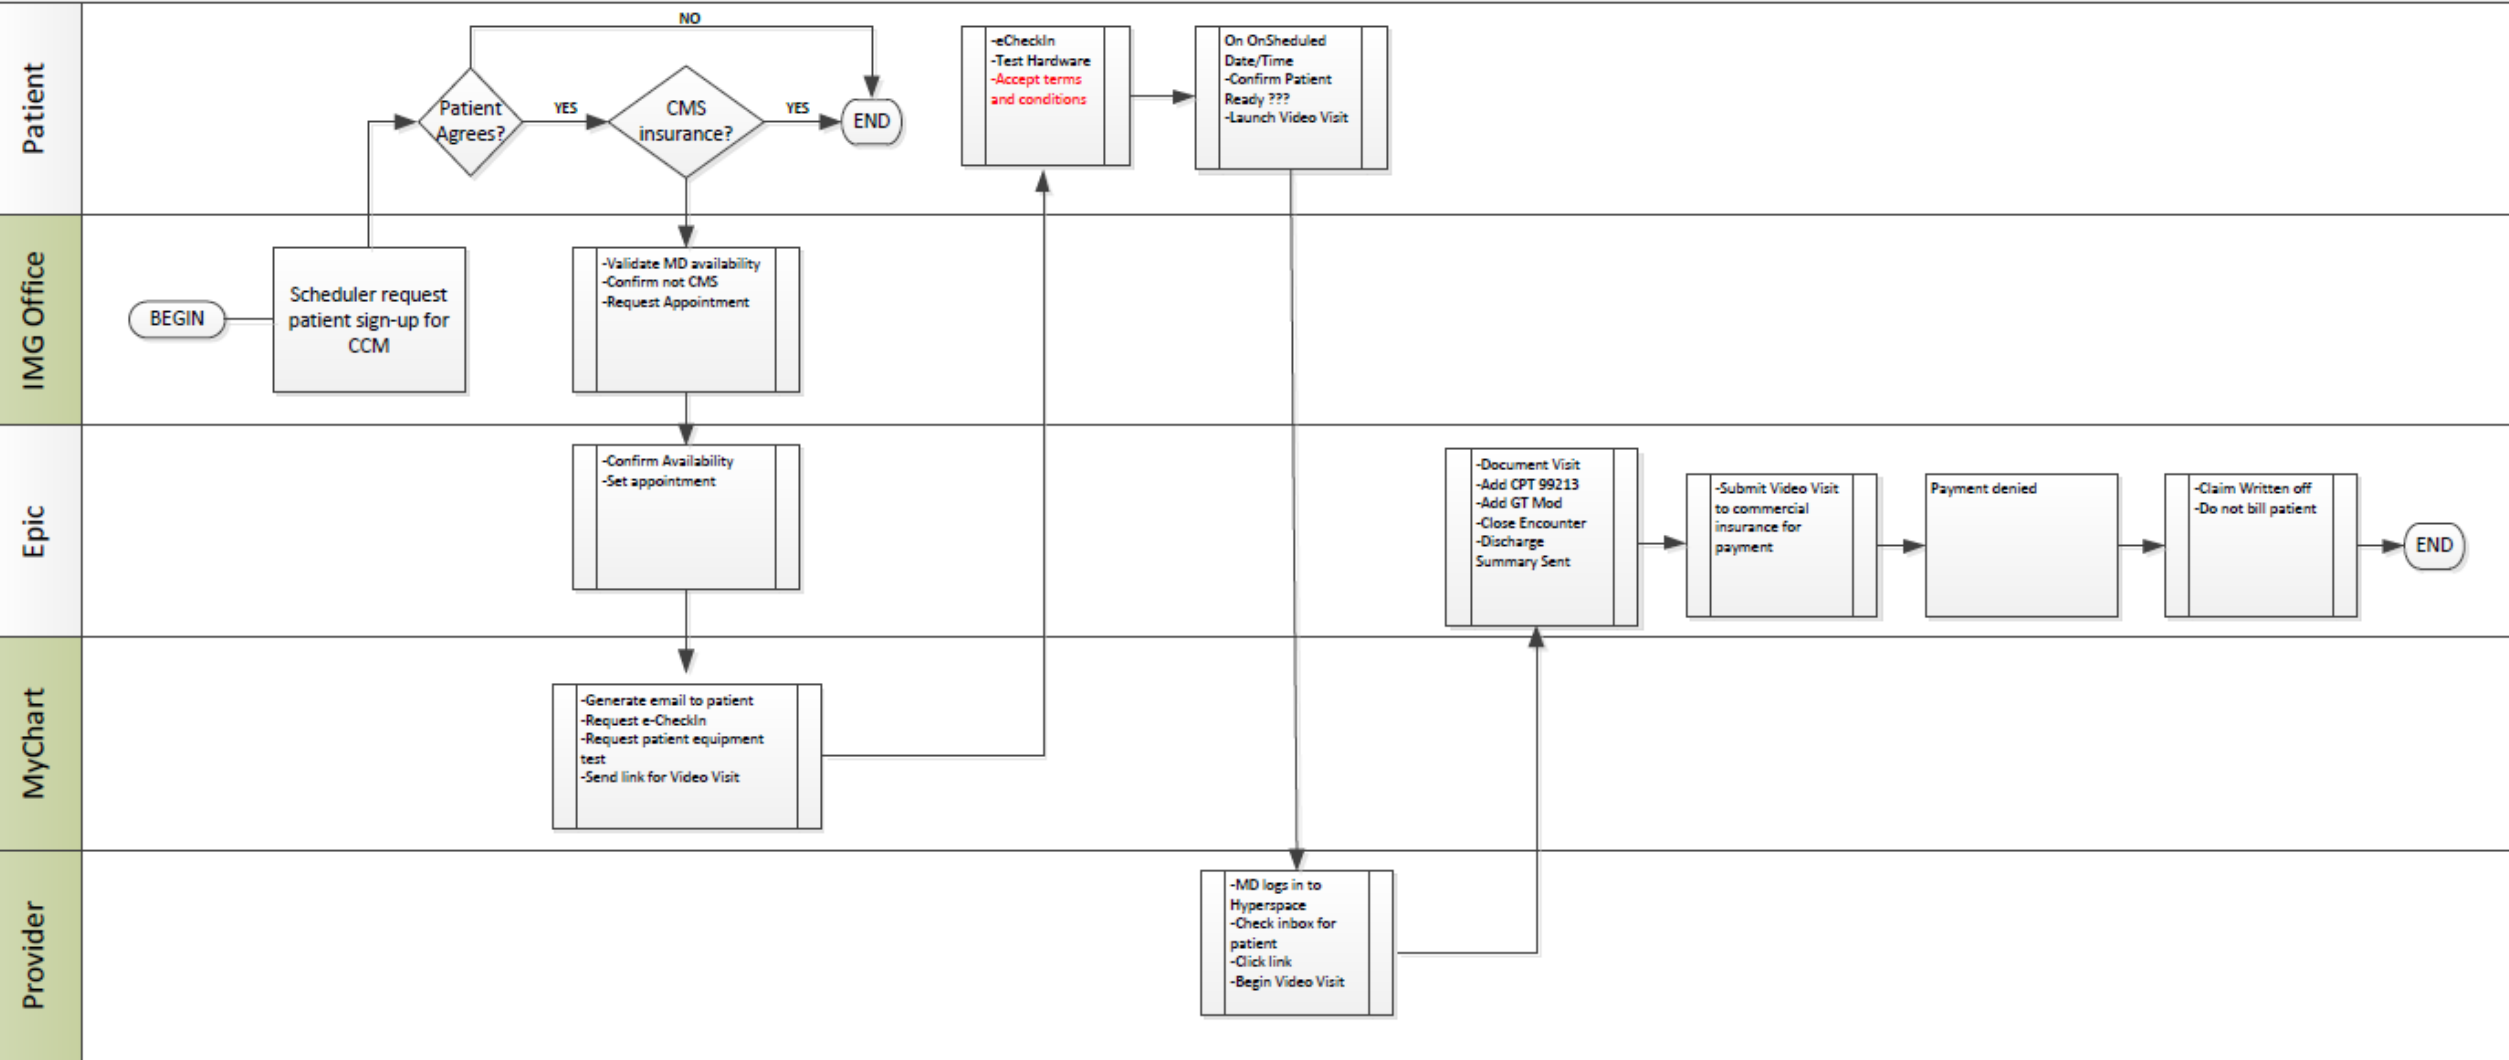 Patient
NO
Patient
Agrees?
YES
CMS
insurance?
YES
END
-eCheckIn
-Test Hardware
-Accept terms
and conditions
On OnSheduled
Date/Time
-Confirm Patient
Ready ???
-Launch Video Visit
IMG Office
BEGIN
Scheduler request
patient sign-up for
CCM
-Validate MD availability
-Confirm not CMS
-Request Appointment
Epic
-Confirm Availability
-Set appointment
-Document Visit
-Add CPT 99213
-Add GT Mod
-Close Encounter
-Discharge
Summary Sent
-Submit Video Visit
to commercial
insurance for
payment
Payment denied
-Claim Written off
-Do not bill patient
END
MyChart
-Generate email to patient
-Request e-CheckIn
-Request patient equipment
test
-Send link for Video Visit
Provider
-MD logs in to
Hyperspace
-Check inbox for
patient
-Click link
-Begin Video Visit